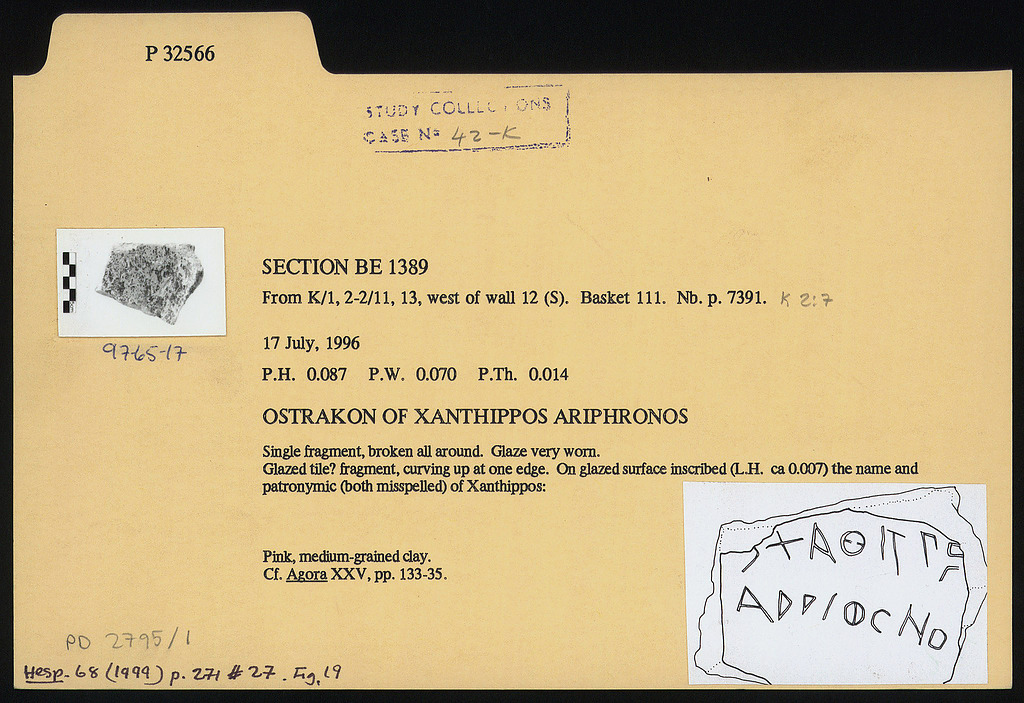 P 32566
STUDY COLLECTIONS
CASE No 42-K
SECTION BE 1389
From K/1, 2-2/11, 13, west of wall 12 (S). Basket 111. Nb. p. 7391. K 2:7
9765-17
17 July, 1996
P.H. 0.087 P.W. 0.070 P.Th. 0.014
OSTRAKON OF XANTHIPPOS ARIPHRONOS
Single fragment, broken all around. Glaze very worn.
Glazed tile? fragment, curving up at one edge. On glazed surface inscribed (L.H. ca 0.007) the name and
patronymic (both misspelled) of Xanthippos:
Pink, medium-grained clay.
Cf. Agora XXV, pp. 133-35.
PD 2795/1
Hesp. 68 (1999) p. 271 # 27. Fig. 19